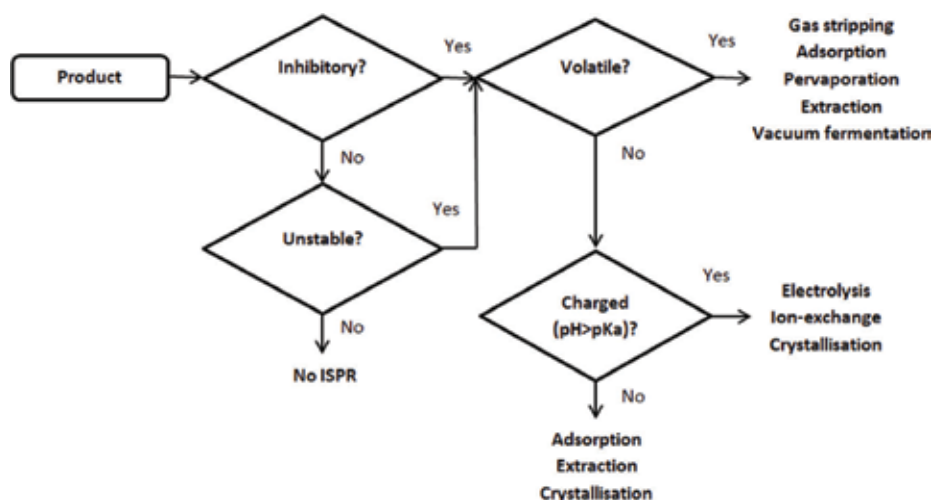 Product
Inhibitory?
Yes
Volatile?
Yes
Gas stripping
Adsorption
Pervaporation
Extraction
Vacuum fermentation
No
No
Unstable?
Yes
No
No ISPR
Charged
(pH>pKa)?
Yes
Electrolysis
Ion-exchange
Crystallisation
No
Adsorption
Extraction
Crystallisation